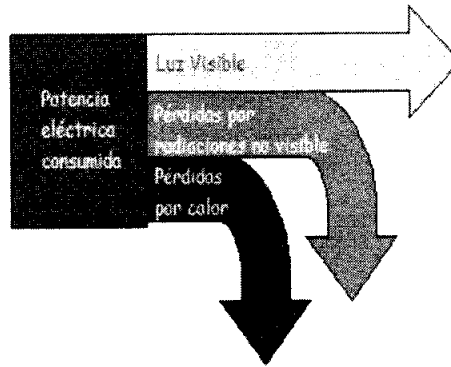 Luz Visible
Potencia
eléctrica
consumida
Pérdidas por
radiaciones no visible
Pérdidas
por calor